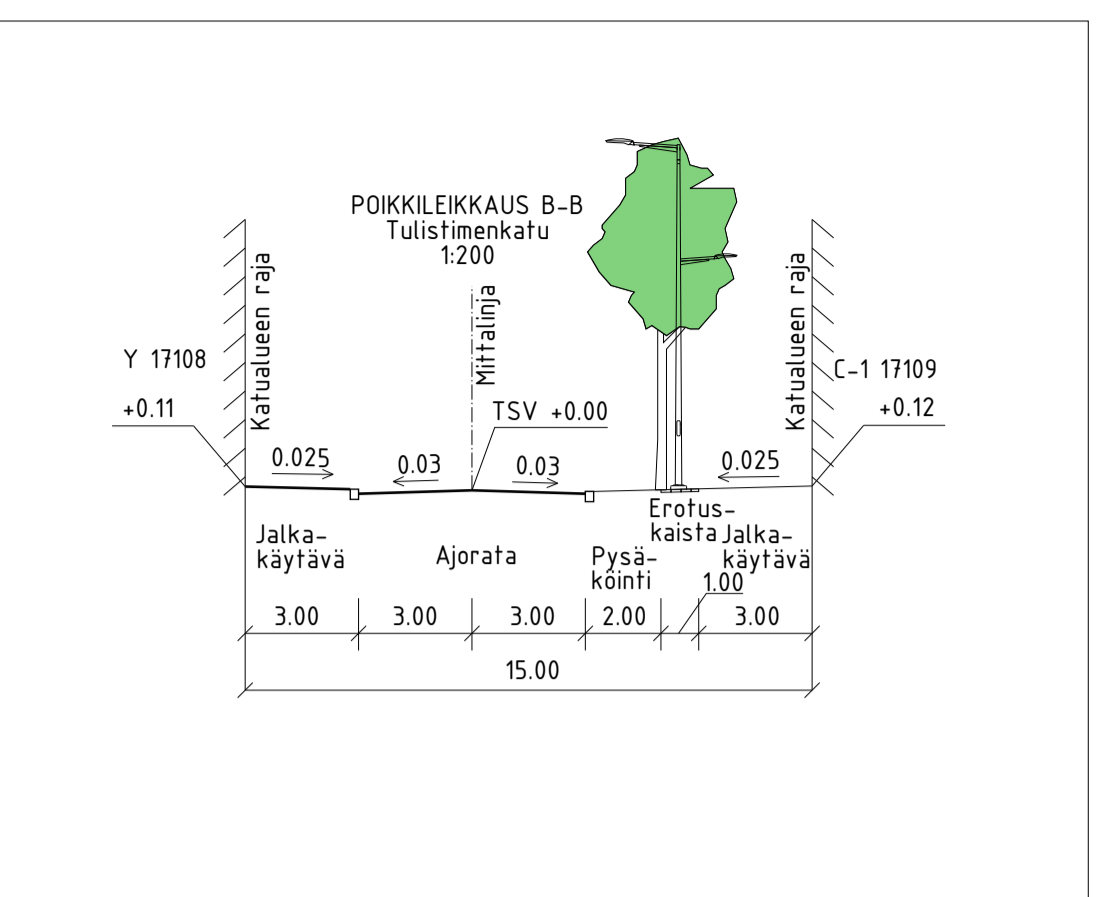 POIKKILEIKKAUS B-B
Tulistimenkatu
1:200
Katualueen raja
Mittalinja
Katualueen raja
Y 17108
C-1 17109
+0.11
TSV +0.00
+0.12
0.025
0.03
0.03
0.025
Jalka-
käytävä
Ajorata
Pysä-
köinti
Erotus-
kaista
Jalka-
käytävä
1.00
3.00
3.00
3.00
2.00
3.00
15.00